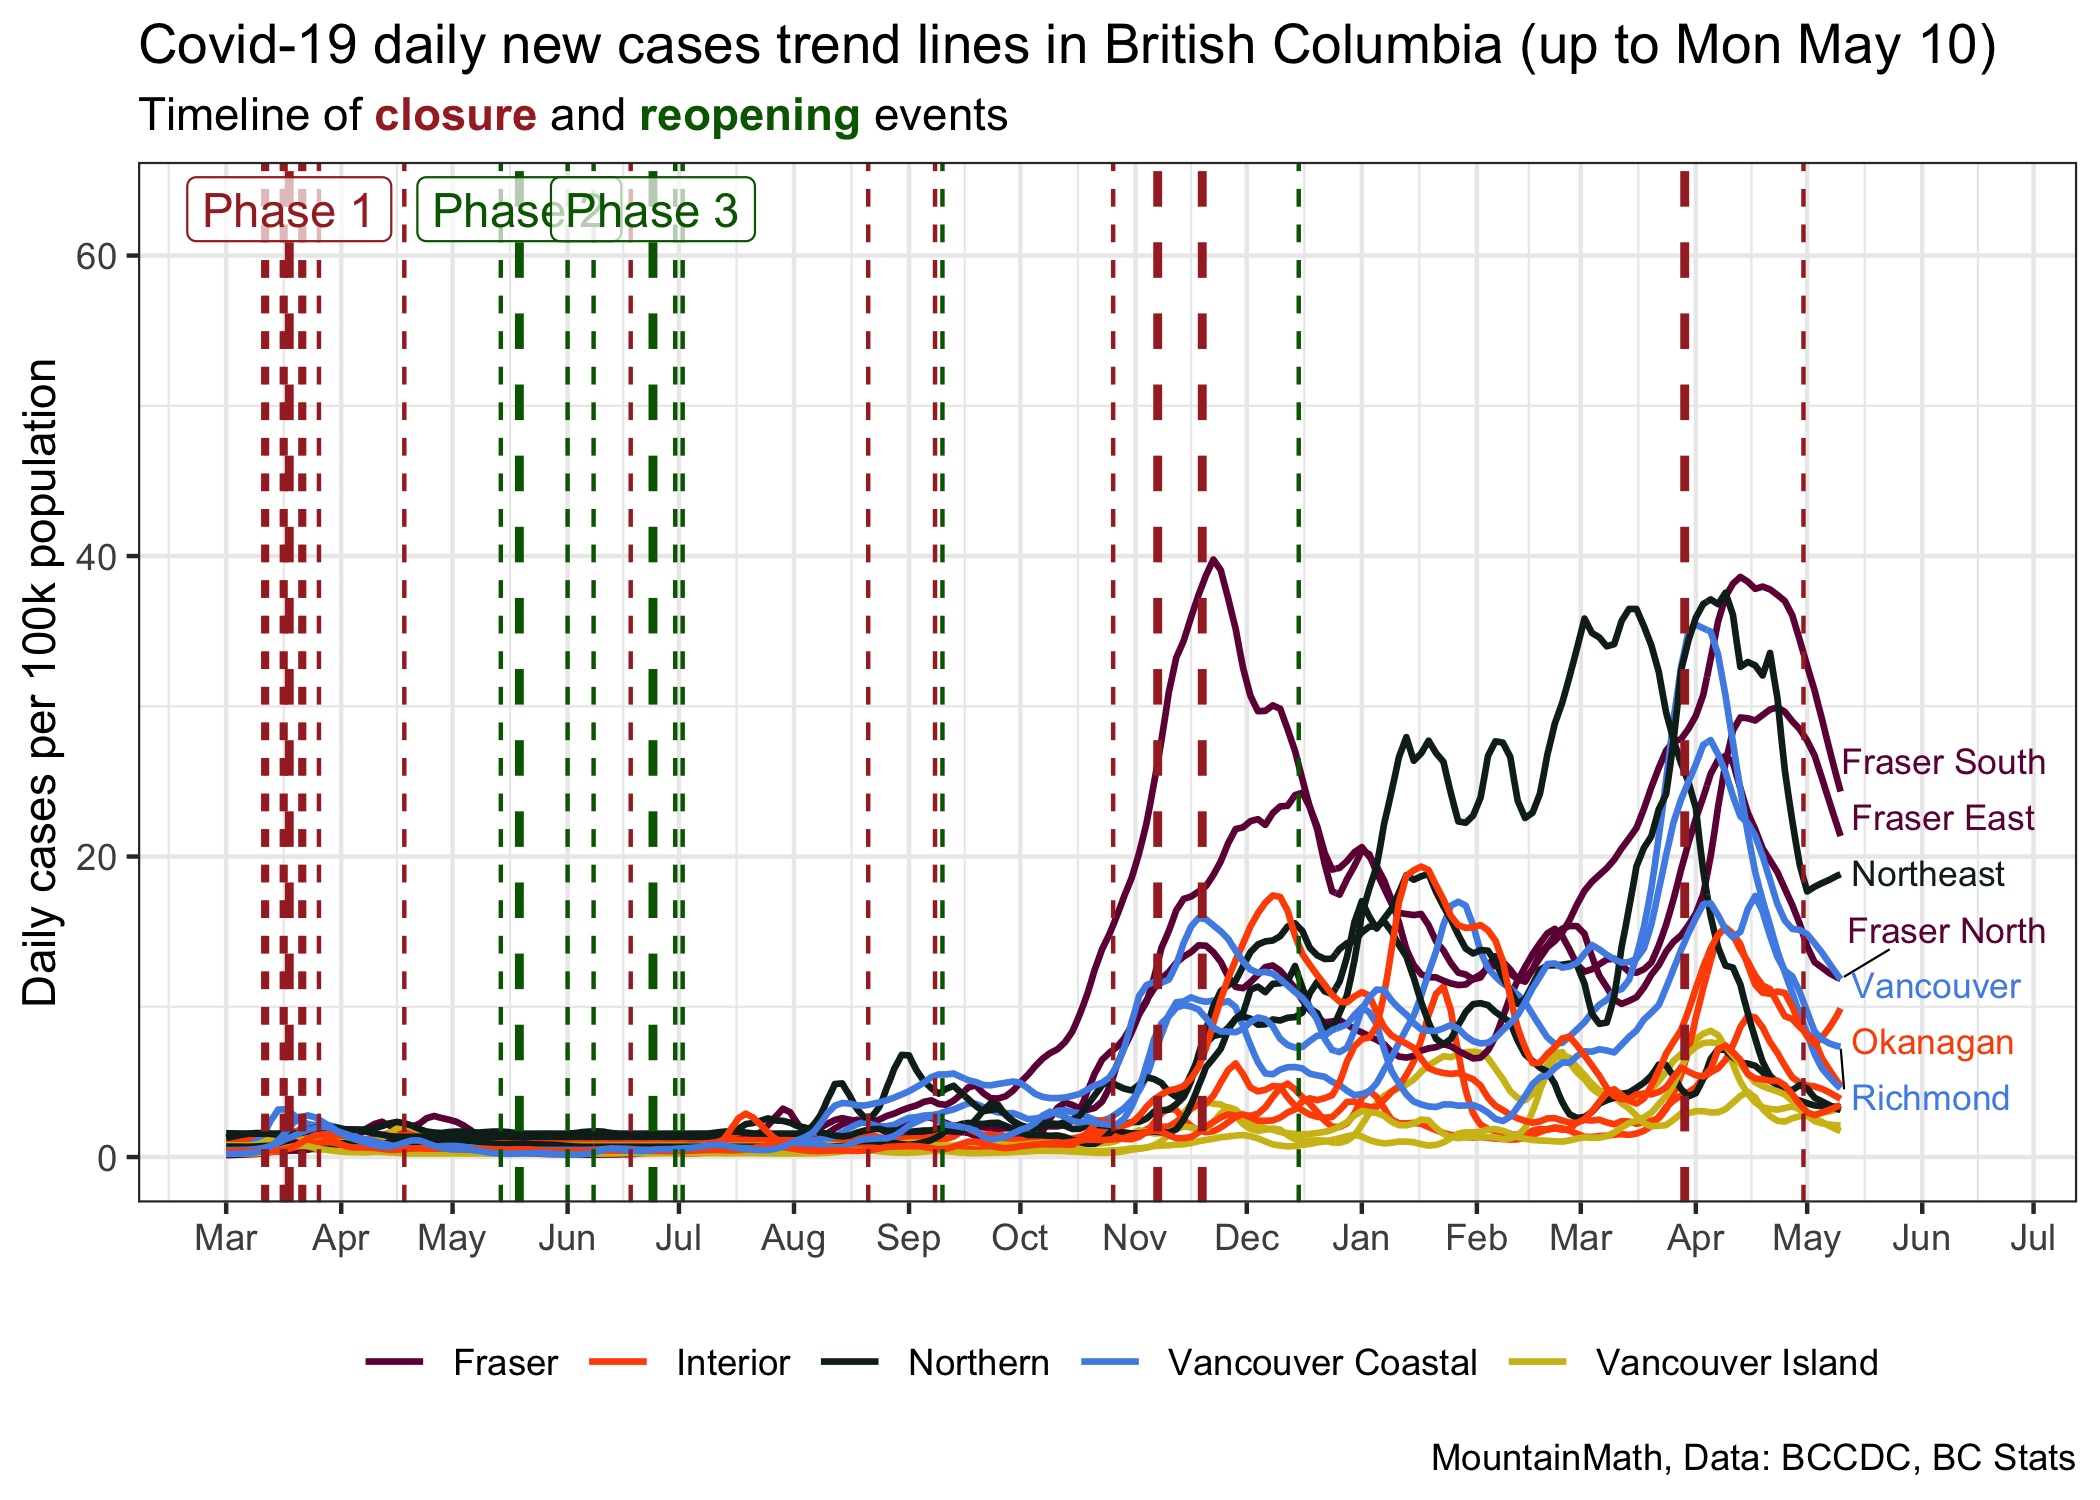 Covid-19 daily new cases trend lines in British Columbia (up to Mon May 10)
Timeline of closure and reopening events
Phase 1
Phase 2
Phase 3
Daily cases per 100k population
60
40
20
0
Fraser South
Fraser East
Northeast
Fraser North
Vancouver
Okanagan
Richmond
Mar Apr May Jun Jul Aug Sep Oct Nov Dec Jan Feb Mar Apr May Jun Jul
Fraser Interior Northern Vancouver Coastal Vancouver Island
MountainMath, Data: BCCDC, BC Stats